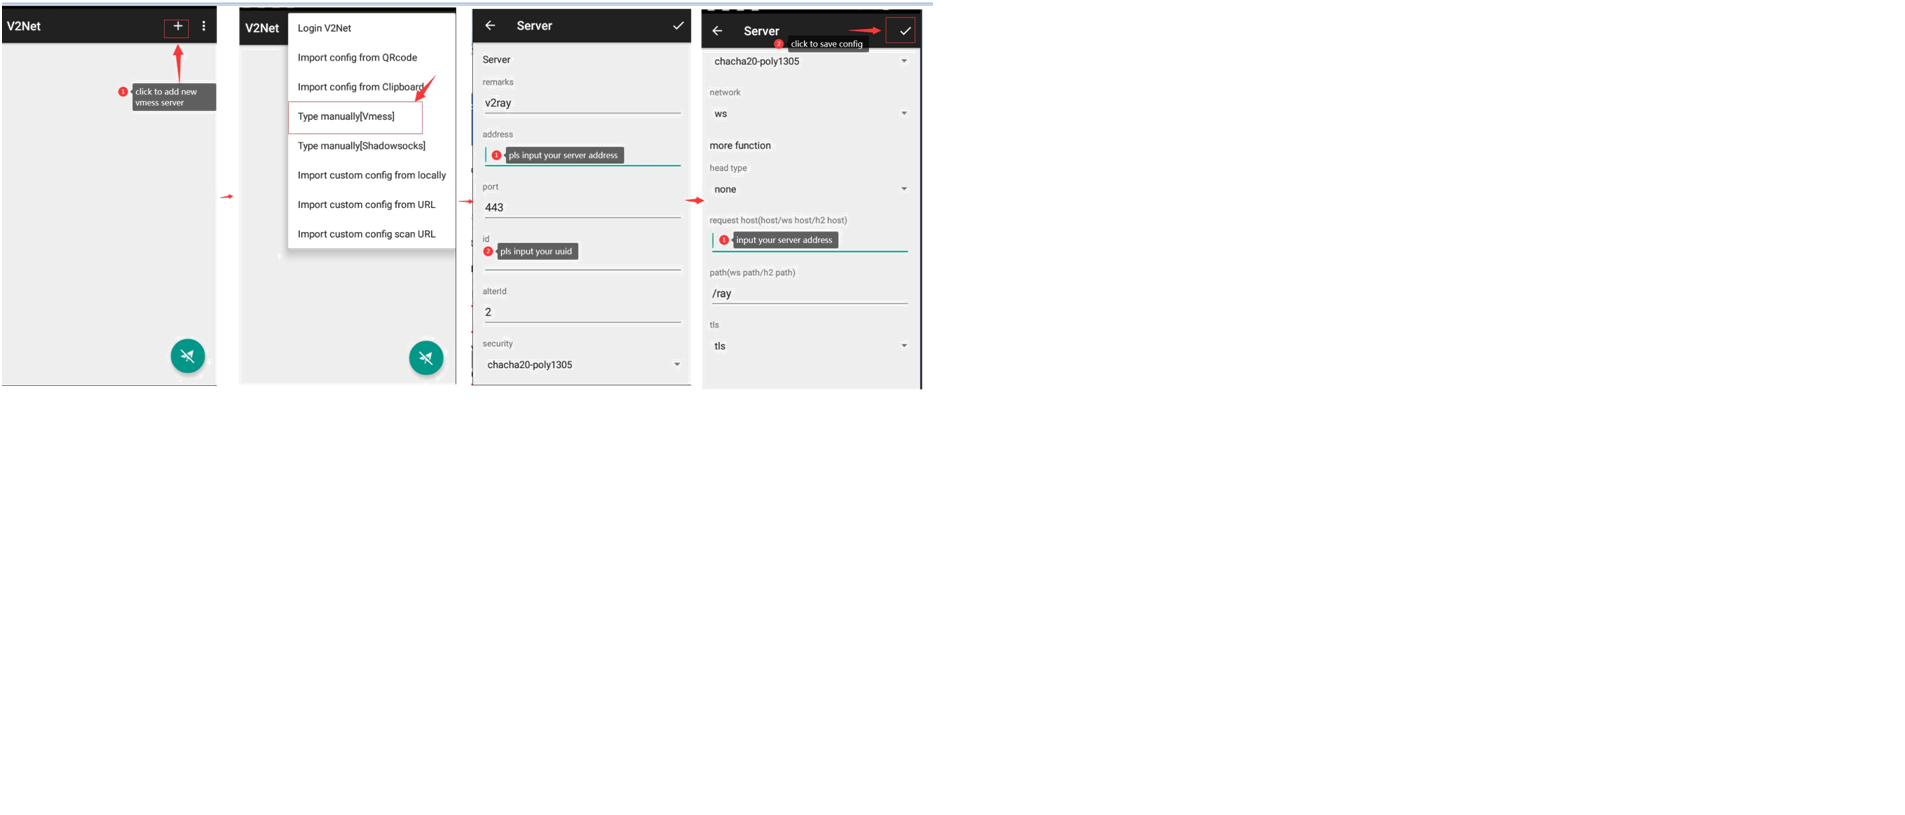 V2Net
+
1
click to add new
vmess server
V2Net
Login V2Net
Import config from QRcode
Import config from Clipboard
Type manually[Vmess]
Type manually[Shadowsocks]
Import custom config from locally
Import custom config from URL
Import custom config scan URL
Server
Server
remarks
v2ray
address
1 pls input your server address
port
443
id
2 pls input your uuid
alterId
2
security
chacha20-poly1305
Server
2 click to save config
chacha20-poly1305
network
ws
more function
head type
none
request host(host/ws host/h2 host)
1 input your server address
path(ws path/h2 path)
/ray
tls
tls